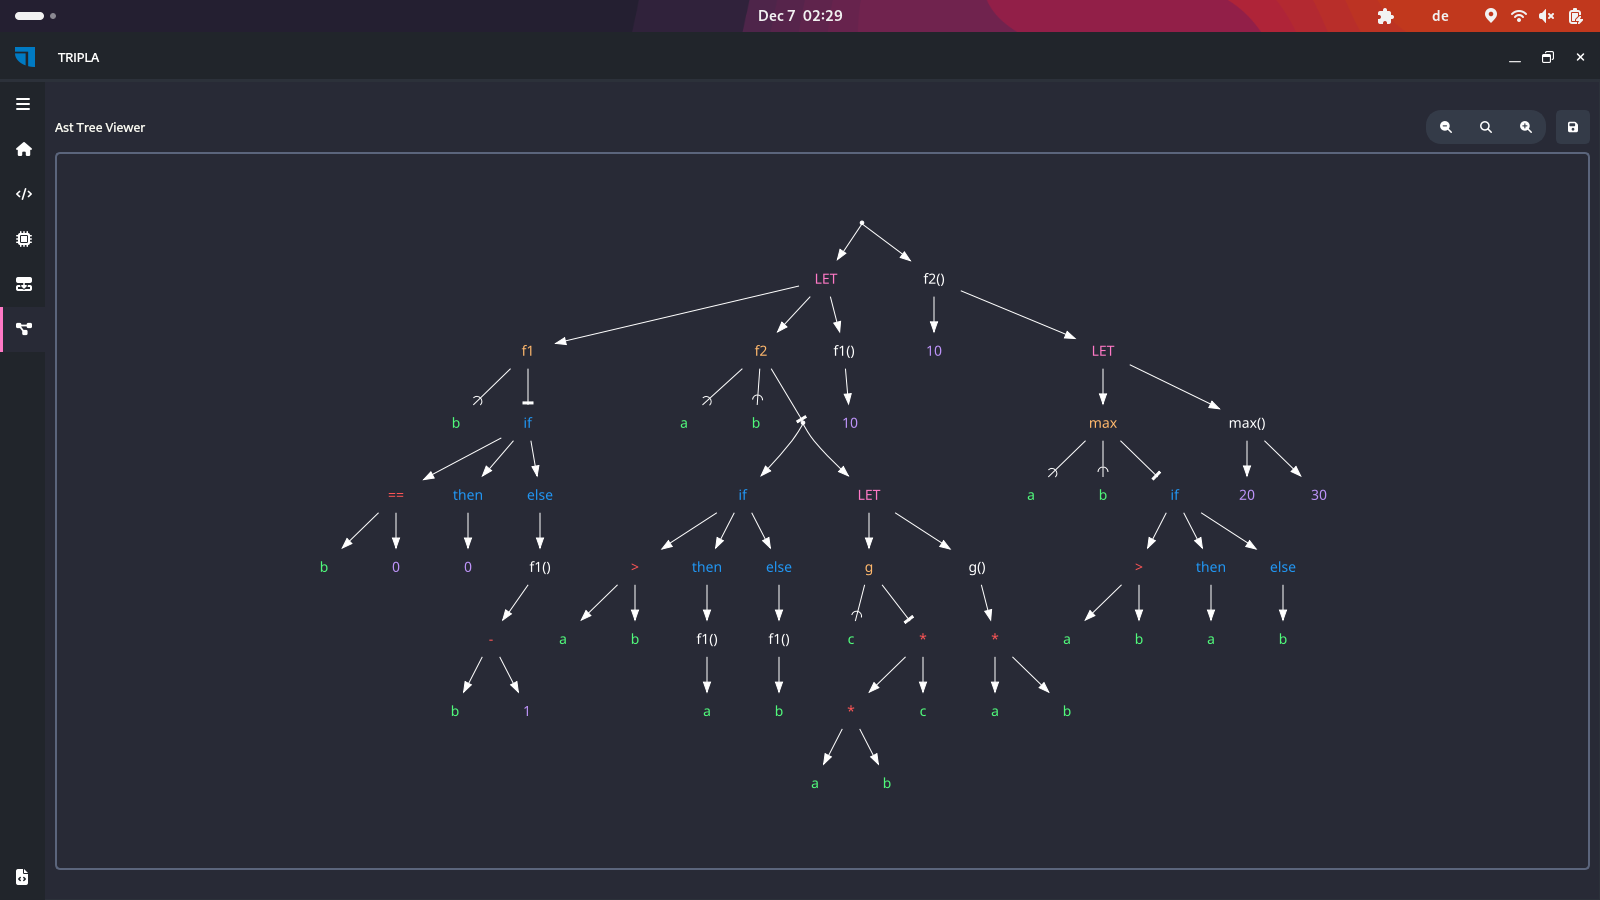 Dec 7 02:29
de
TRIPLA
Ast Tree Viewer
LET f2()
f1 f2 f1() 10 LET
b if a b 10 max max()
== then else if LET a b if 20 30
b 0 0 f1() > then else g g() > then else
- a b f1() f1() c * * a b a b
b 1 a b * c a b
a b